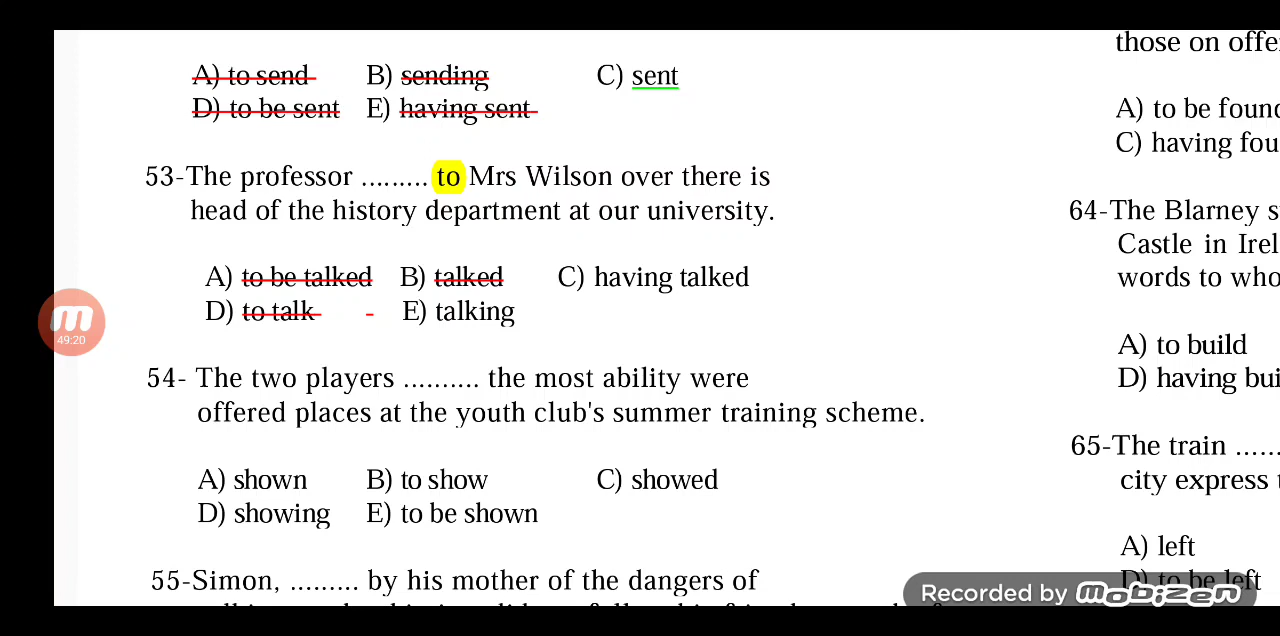 A) to send B) sending C) sent
D) to be sent E) having sent
53-The professor ......... to Mrs Wilson over there is
head of the history department at our university.
A) to be talked B) talked C) having talked
D) to talk - E) talking
54- The two players .......... the most ability were
offered places at the youth club's summer training scheme.
A) shown B) to show C) showed
D) showing E) to be shown
55-Simon, ......... by his mother of the dangers of
those on offe
A) to be found
C) having fou
64-The Blarney s
Castle in Irel
words to who
A) to build
D) having bui
65-The train ......
city express t
A) left
D) to be left
49:20
Recorded by mobizen